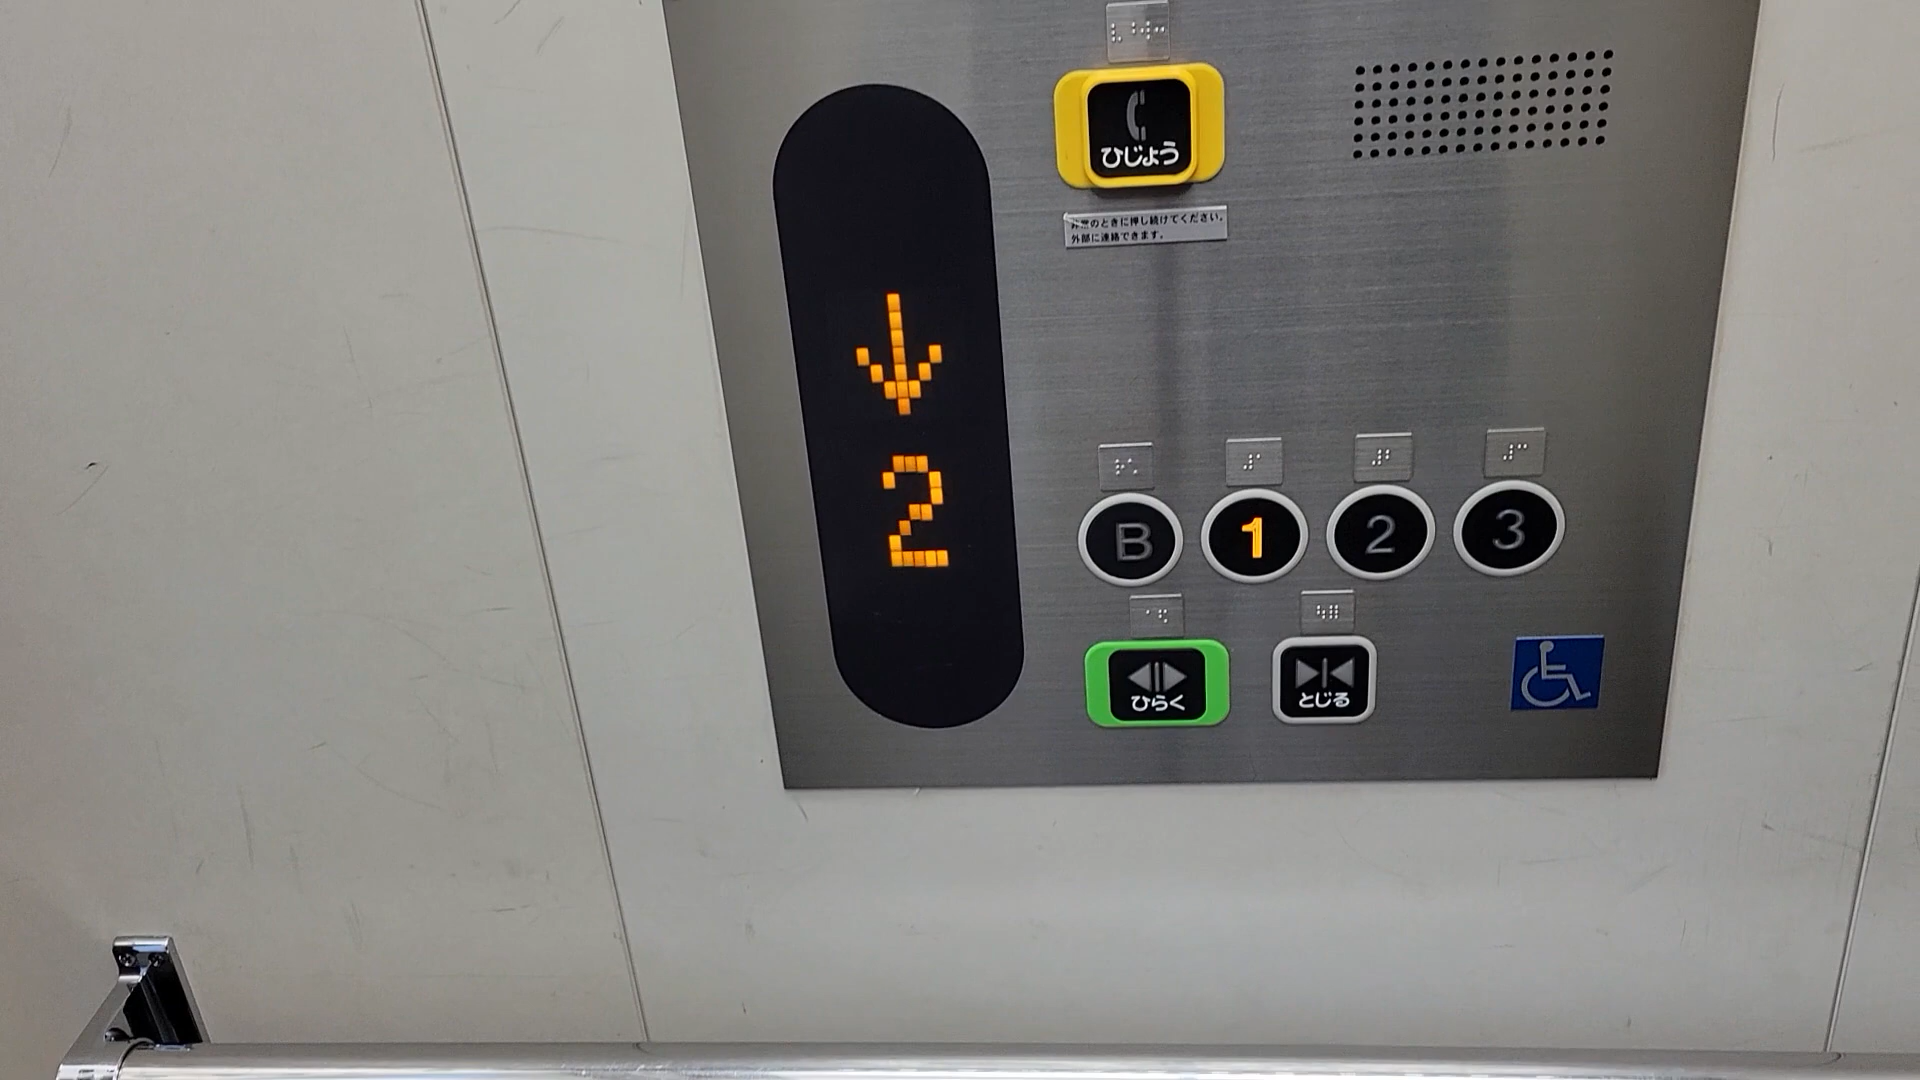 ひじょう
非常のときに押し続けてください。
外部に連絡できます。
↓
2
B 1 2 3
ひらく とじる